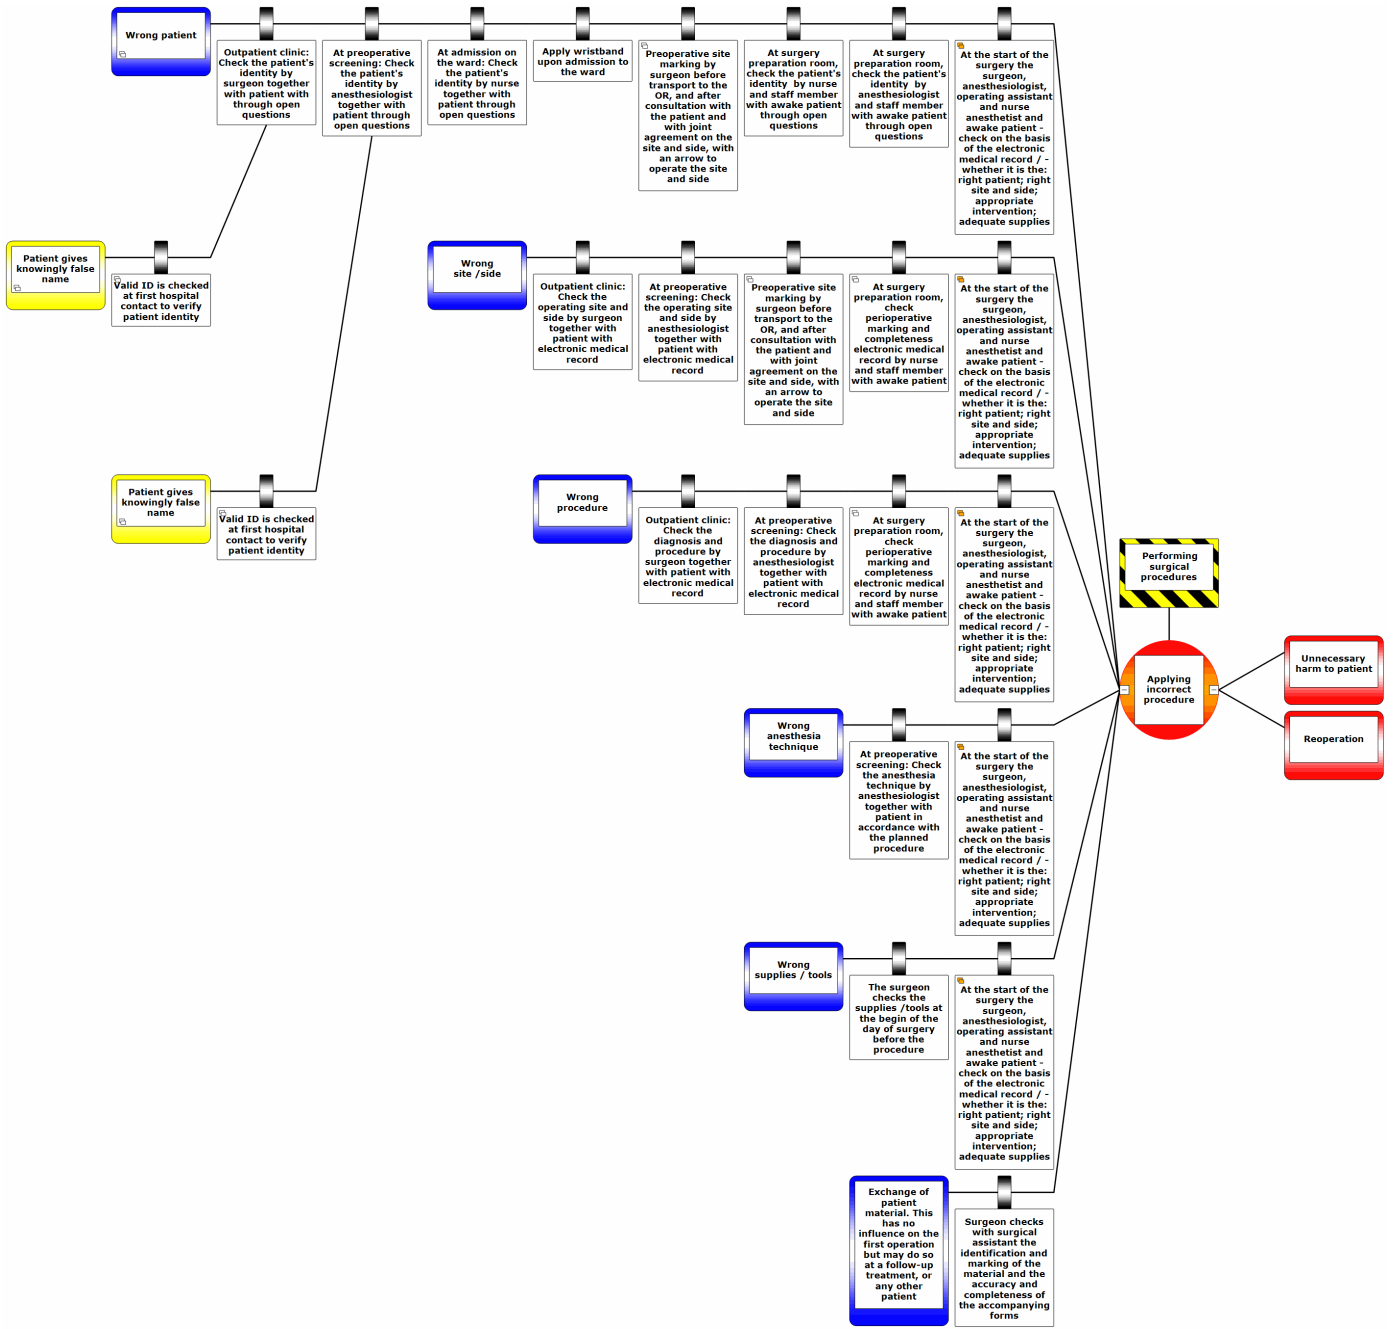 Wrong patient
Outpatient clinic:
Check the patient's
identity by
surgeon together
with patient with
through open
questions
At preoperative
screening: Check
the patient's
identity by
anesthesiologist
together with
patient through
open questions
At admission on
the ward: Check
the patient's
identity by nurse
together with
patient through
open questions
Apply wristband
upon admission to
the ward
Preoperative site
marking by
surgeon before
transport to the
OR, and after
consultation with
the patient and
with joint
agreement on the
site and side, with
an arrow to
operate the site
and side
At surgery
preparation room,
check the patient's
identity by nurse
and staff member
with awake patient
through open
questions
At surgery
preparation room,
check the patient's
identity by
anesthesiologist
and staff member
with awake patient
through open
questions
At the start of the
surgery the
surgeon,
anesthesiologist,
operating assistant
and nurse
anesthetist and
awake patient -
check on the basis
of the electronic
medical record / -
whether it is the:
right patient; right
site and side;
appropriate
intervention;
adequate supplies
Patient gives
knowingly false
name
Valid ID is checked
at first hospital
contact to verify
patient identity
Wrong
site /side
Outpatient clinic:
Check the
operating site and
side by surgeon
together with
patient with
electronic medical
record
At preoperative
screening: Check
the operating site
and side by
anesthesiologist
together with
patient with
electronic medical
record
Preoperative site
marking by
surgeon before
transport to the
OR, and after
consultation with
the patient and
with joint
agreement on the
site and side, with
an arrow to
operate the site
and side
At surgery
preparation room,
check
perioperative
marking and
completeness
electronic medical
record by nurse
and staff member
with awake patient
At the start of the
surgery the
surgeon,
anesthesiologist,
operating assistant
and nurse
anesthetist and
awake patient -
check on the basis
of the electronic
medical record / -
whether it is the:
right patient; right
site and side;
appropriate
intervention;
adequate supplies
Patient gives
knowingly false
name
Valid ID is checked
at first hospital
contact to verify
patient identity
Wrong
procedure
Outpatient clinic:
Check the
diagnosis and
procedure by
surgeon together
with patient with
electronic medical
record
At preoperative
screening: Check
the diagnosis and
procedure by
anesthesiologist
together with
patient with
electronic medical
record
At surgery
preparation room,
check
perioperative
marking and
completeness
electronic medical
record by nurse
and staff member
with awake patient
At the start of the
surgery the
surgeon,
anesthesiologist,
operating assistant
and nurse
anesthetist and
awake patient -
check on the basis
of the electronic
medical record / -
whether it is the:
right patient; right
site and side;
appropriate
intervention;
adequate supplies
Performing
surgical
procedures
Applying
incorrect
procedure
Unnecessary
harm to patient
Reoperation
Wrong
anesthesia
technique
At preoperative
screening: Check
the anesthesia
technique by
anesthesiologist
together with
patient in
accordance with
the planned
procedure
At the start of the
surgery the
surgeon,
anesthesiologist,
operating assistant
and nurse
anesthetist and
awake patient -
check on the basis
of the electronic
medical record / -
whether it is the:
right patient; right
site and side;
appropriate
intervention;
adequate supplies
Wrong
supplies / tools
The surgeon
checks the
supplies /tools at
the begin of the
day of surgery
before the
procedure
At the start of the
surgery the
surgeon,
anesthesiologist,
operating assistant
and nurse
anesthetist and
awake patient -
check on the basis
of the electronic
medical record / -
whether it is the:
right patient; right
site and side;
appropriate
intervention;
adequate supplies
Exchange of
patient
material. This
has no
influence on the
first operation
but may do so
at a follow-up
treatment, or
any other
patient
Surgeon checks
with surgical
assistant the
identification and
marking of the
material and the
accuracy and
completeness of
the accompanying
forms